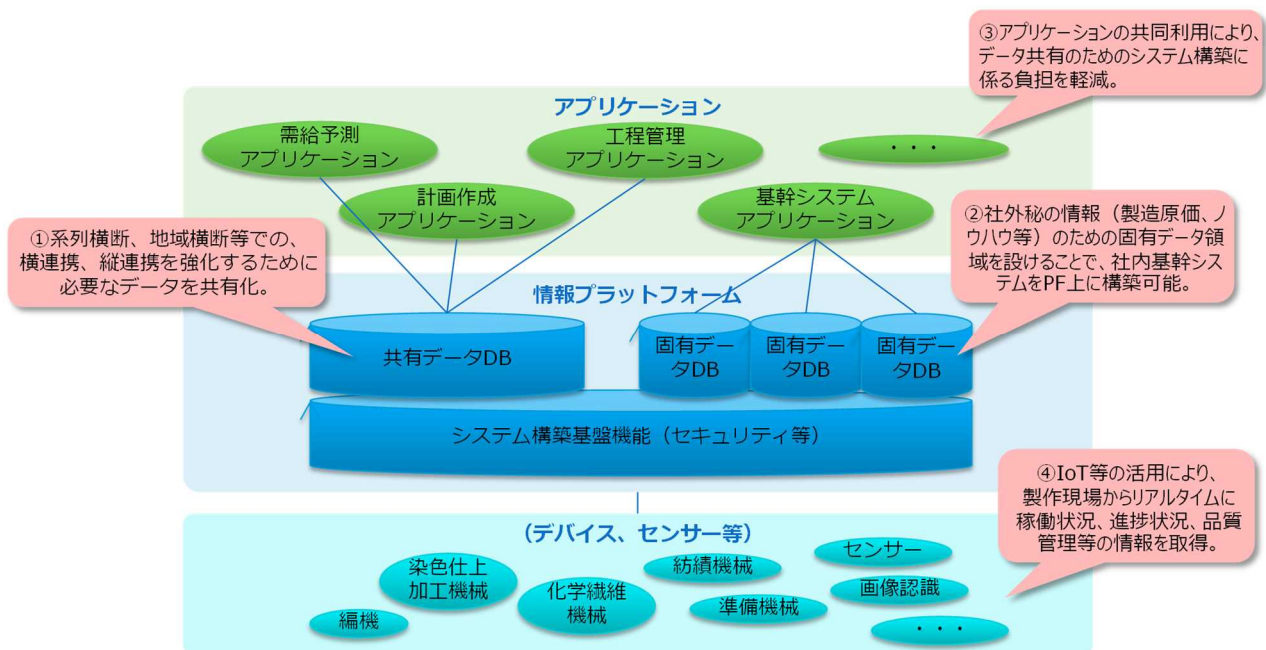 ③アプリケーションの共同利用により、
データ共有のためのシステム構築に
係る負担を軽減。
アプリケーション
需給予測
アプリケーション
工程管理
アプリケーション
・・・
計画作成
アプリケーション
基幹システム
アプリケーション
①系列横断、地域横断等での、
横連携、縦連携を強化するために
必要なデータを共有化。
②社外秘の情報（製造原価、ノ
ウハウ等）のための固有データ領
域を設けることで、社内基幹シス
テムをPF上に構築可能。
情報プラットフォーム
共有データDB
固有デー
タDB
固有デー
タDB
固有デー
タDB
システム構築基盤機能（セキュリティ等）
④IoT等の活用により、
製作現場からリアルタイムに
稼働状況、進捗状況、品質
管理等の情報を取得。
（デバイス、センサー等）
染色仕上
加工機械
紡績機械
センサー
化学繊維
機械
画像認識
編機
準備機械
・・・